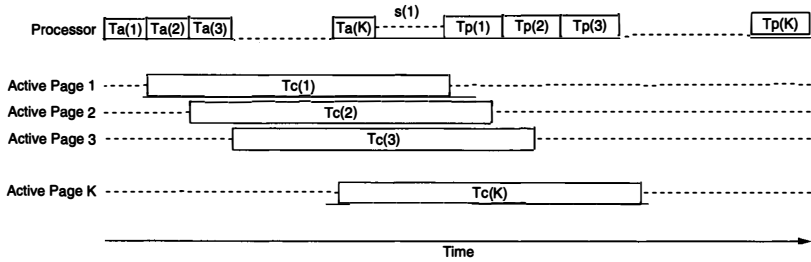 s(1)
Processor Ta(1) Ta(2) Ta(3) Ta(K) Tp(1) Tp(2) Tp(3) Tp(K)
Active Page 1 Tc(1)
Active Page 2 Tc(2)
Active Page 3 Tc(3)
Active Page K Tc(K)
Time